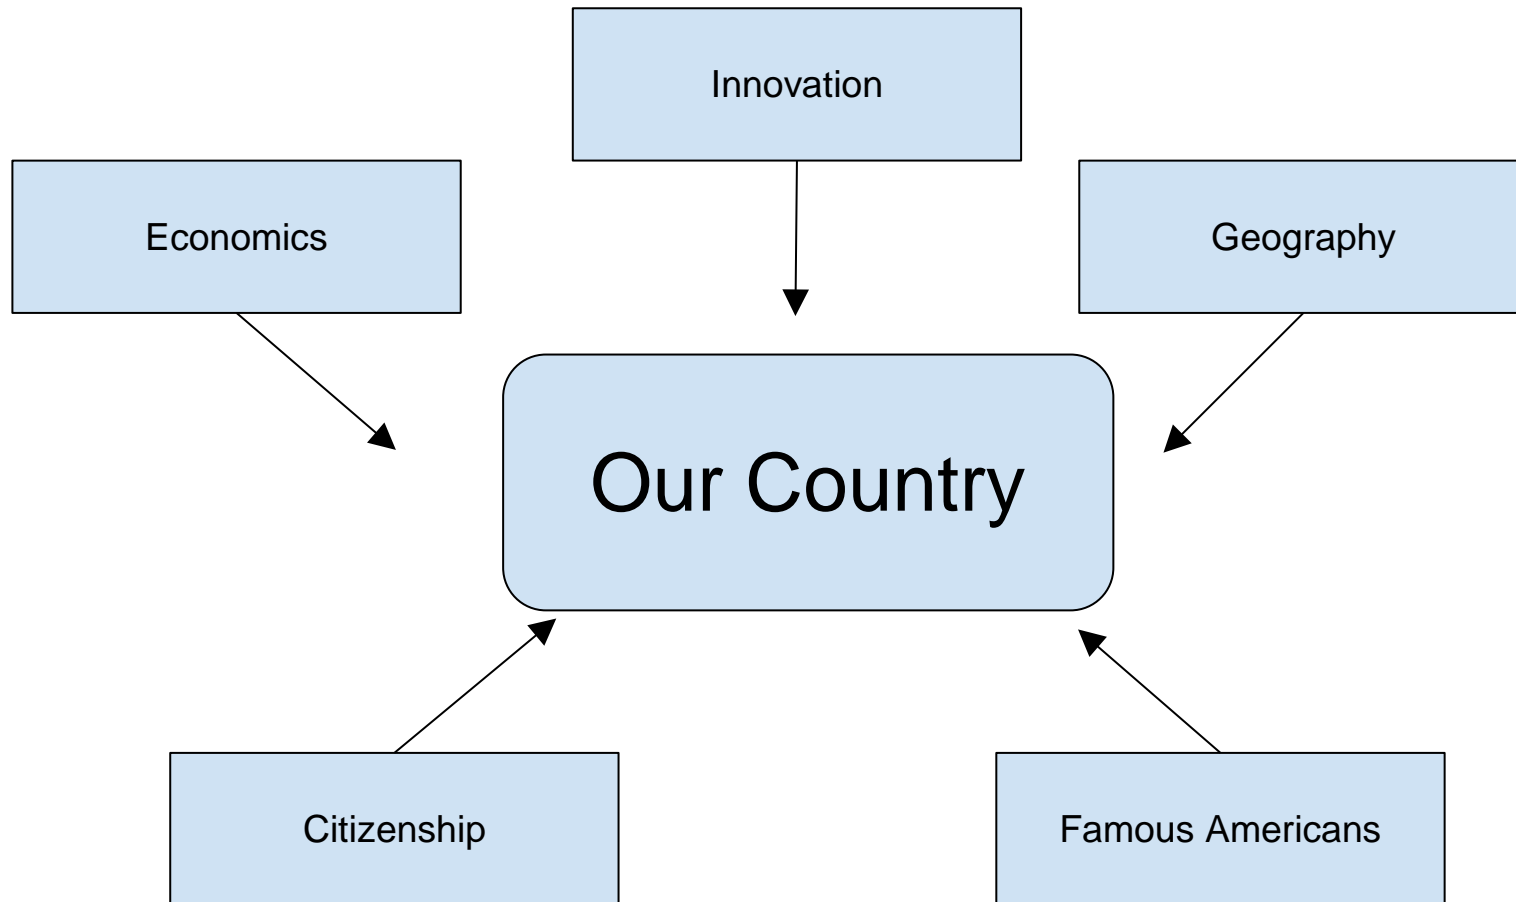 Innovation
Economics
Geography
Our Country
Citizenship
Famous Americans